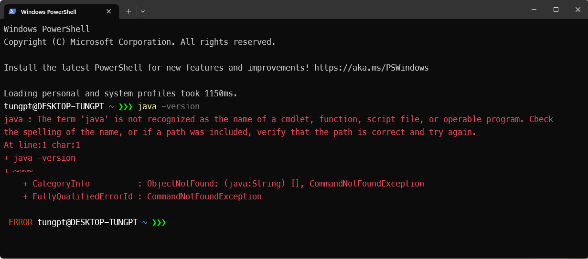 Windows PowerShell
Windows PowerShell
Copyright (C) Microsoft Corporation. All rights reserved.
Install the latest PowerShell for new features and improvements! https://aka.ms/PSWindows
Loading personal and system profiles took 1150ms.
tungpt@DESKTOP-TUNGPT ~ ❯❯❯ java -version
java : The term 'java' is not recognized as the name of a cmdlet, function, script file, or operable program. Check
the spelling of the name, or if a path was included, verify that the path is correct and try again.
At line:1 char:1
+ java -version
+ ~~~~
+ CategoryInfo : ObjectNotFound: (java:String) [], CommandNotFoundException
+ FullyQualifiedErrorId : CommandNotFoundException
ERROR tungpt@DESKTOP-TUNGPT ~ ❯❯❯